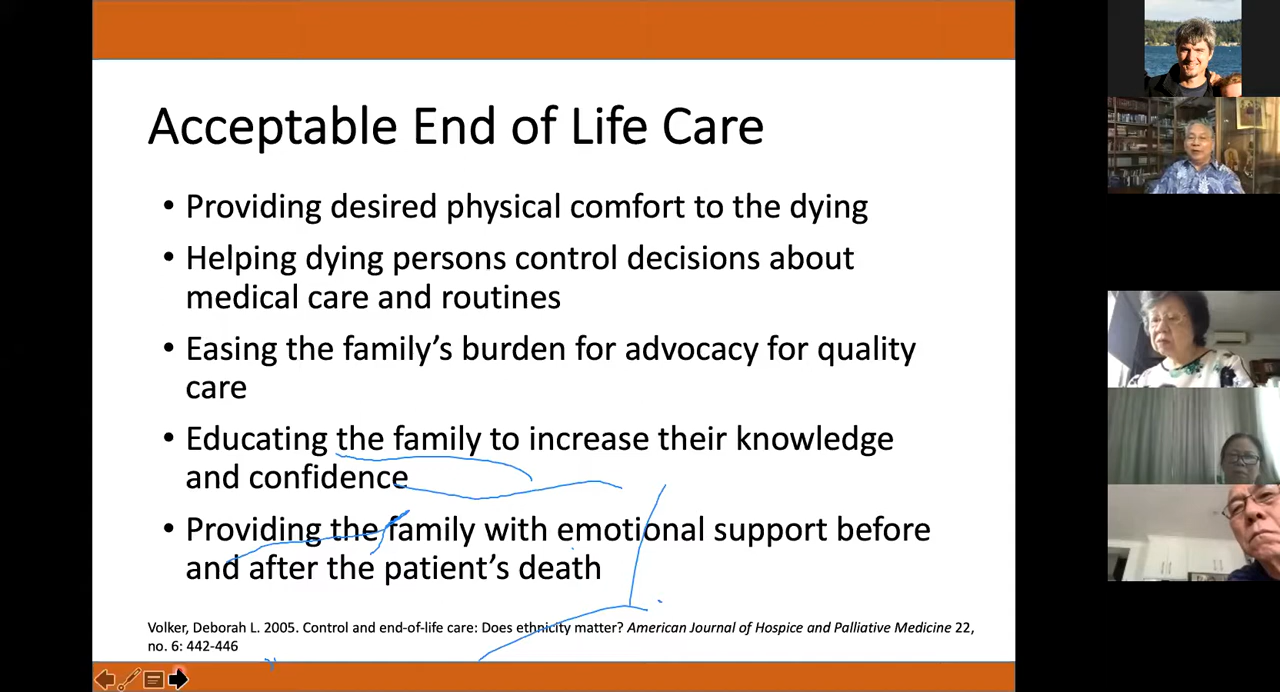 Acceptable End of Life Care
• Providing desired physical comfort to the dying
• Helping dying persons control decisions about
medical care and routines
• Easing the family’s burden for advocacy for quality
care
• Educating the family to increase their knowledge
and confidence
• Providing the family with emotional support before
and after the patient’s death
Volker, Deborah L. 2005. Control and end-of-life care: Does ethnicity matter? American Journal of Hospice and Palliative Medicine 22,
no. 6: 442-446